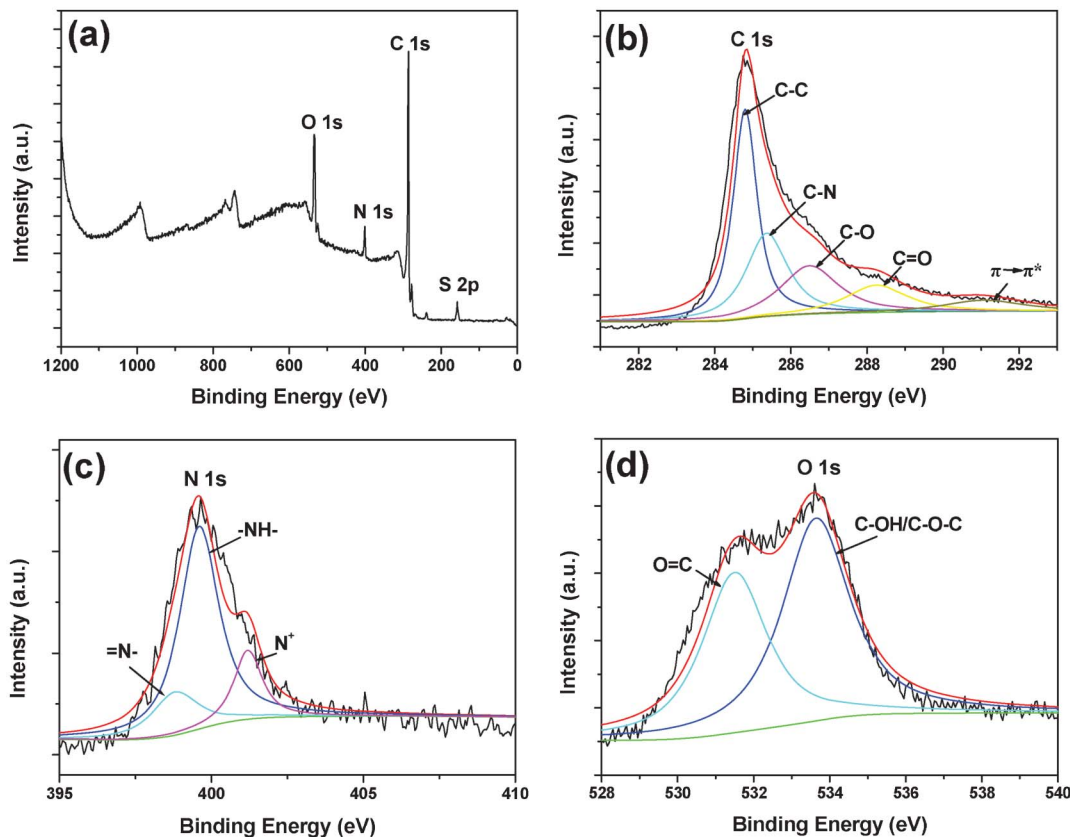 (a)
C 1s
O 1s
N 1s
S 2p
Intensity (a.u.)
1200 1000 800 600 400 200 0
Binding Energy (eV)
(b)
C 1s
C-C
C-N
C-O
C=O
π→π*
Intensity (a.u.)
282 284 286 288 290 292
Binding Energy (eV)
(c)
N 1s
-NH-
=N-
N⁺
Intensity (a.u.)
395 400 405 410
Binding Energy (eV)
(d)
O 1s
C-OH/C-O-C
O=C
Intensity (a.u.)
528 530 532 534 536 538 540
Binding Energy (eV)